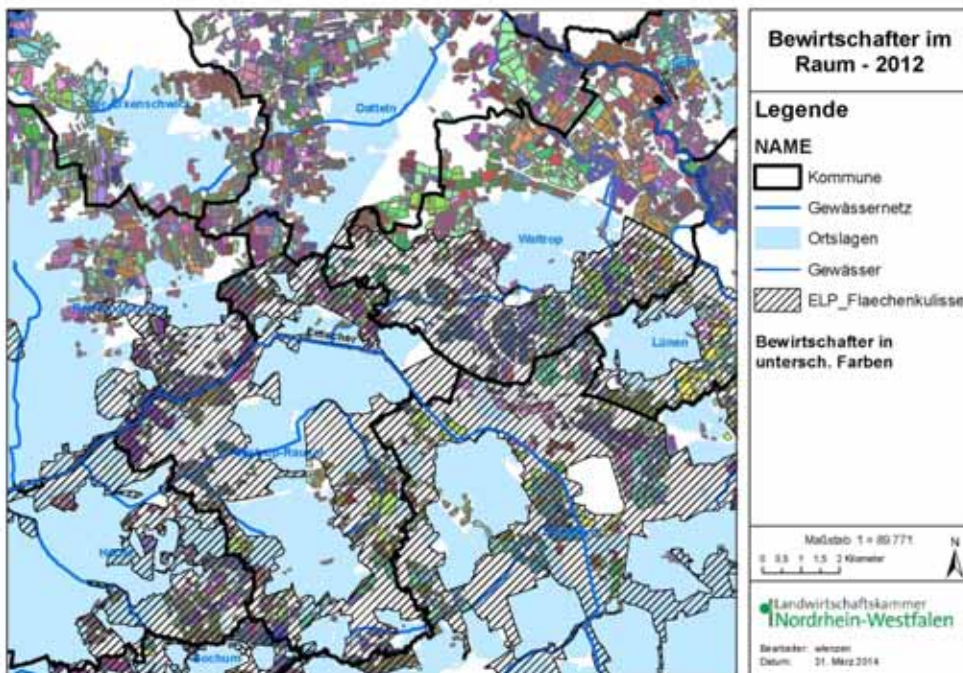 Datteln
Waltrop
Lünen
Emscher
Bochum
Bewirtschafter im
Raum - 2012
Legende
NAME
Kommune
Gewässernetz
Ortslagen
Gewässer
ELP_Flaechenkulisse
Bewirtschafter in
untersch. Farben
Maßstab 1 = 89.771
0 0.5 1 1.5 2 Kilometer
N
Landwirtschaftskammer
Nordrhein-Westfalen
Bearbeiter:
Datum: 31. März 2014